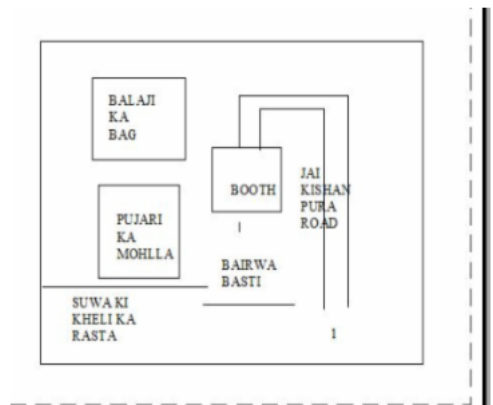 BALAJI
KA
BAG
BOOTH
JAI
KISHAN
PURA
ROAD
PUJARI
KA
MOHLLA
BAIRWA
BASTI
SUWA KI
KHELI KA
RASTA
1